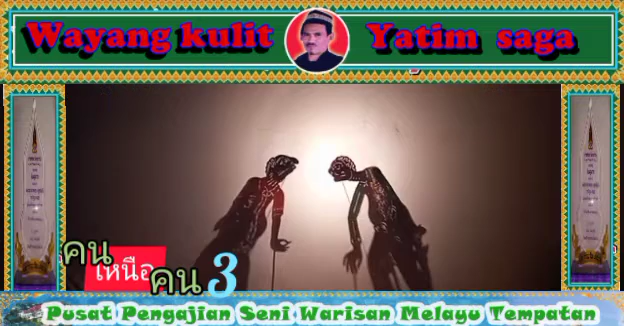 Wayang kulit Yatim saga
คน
เหนือ
คน 3
Pusat Pengajian Seni Warisan Melayu Tempatan